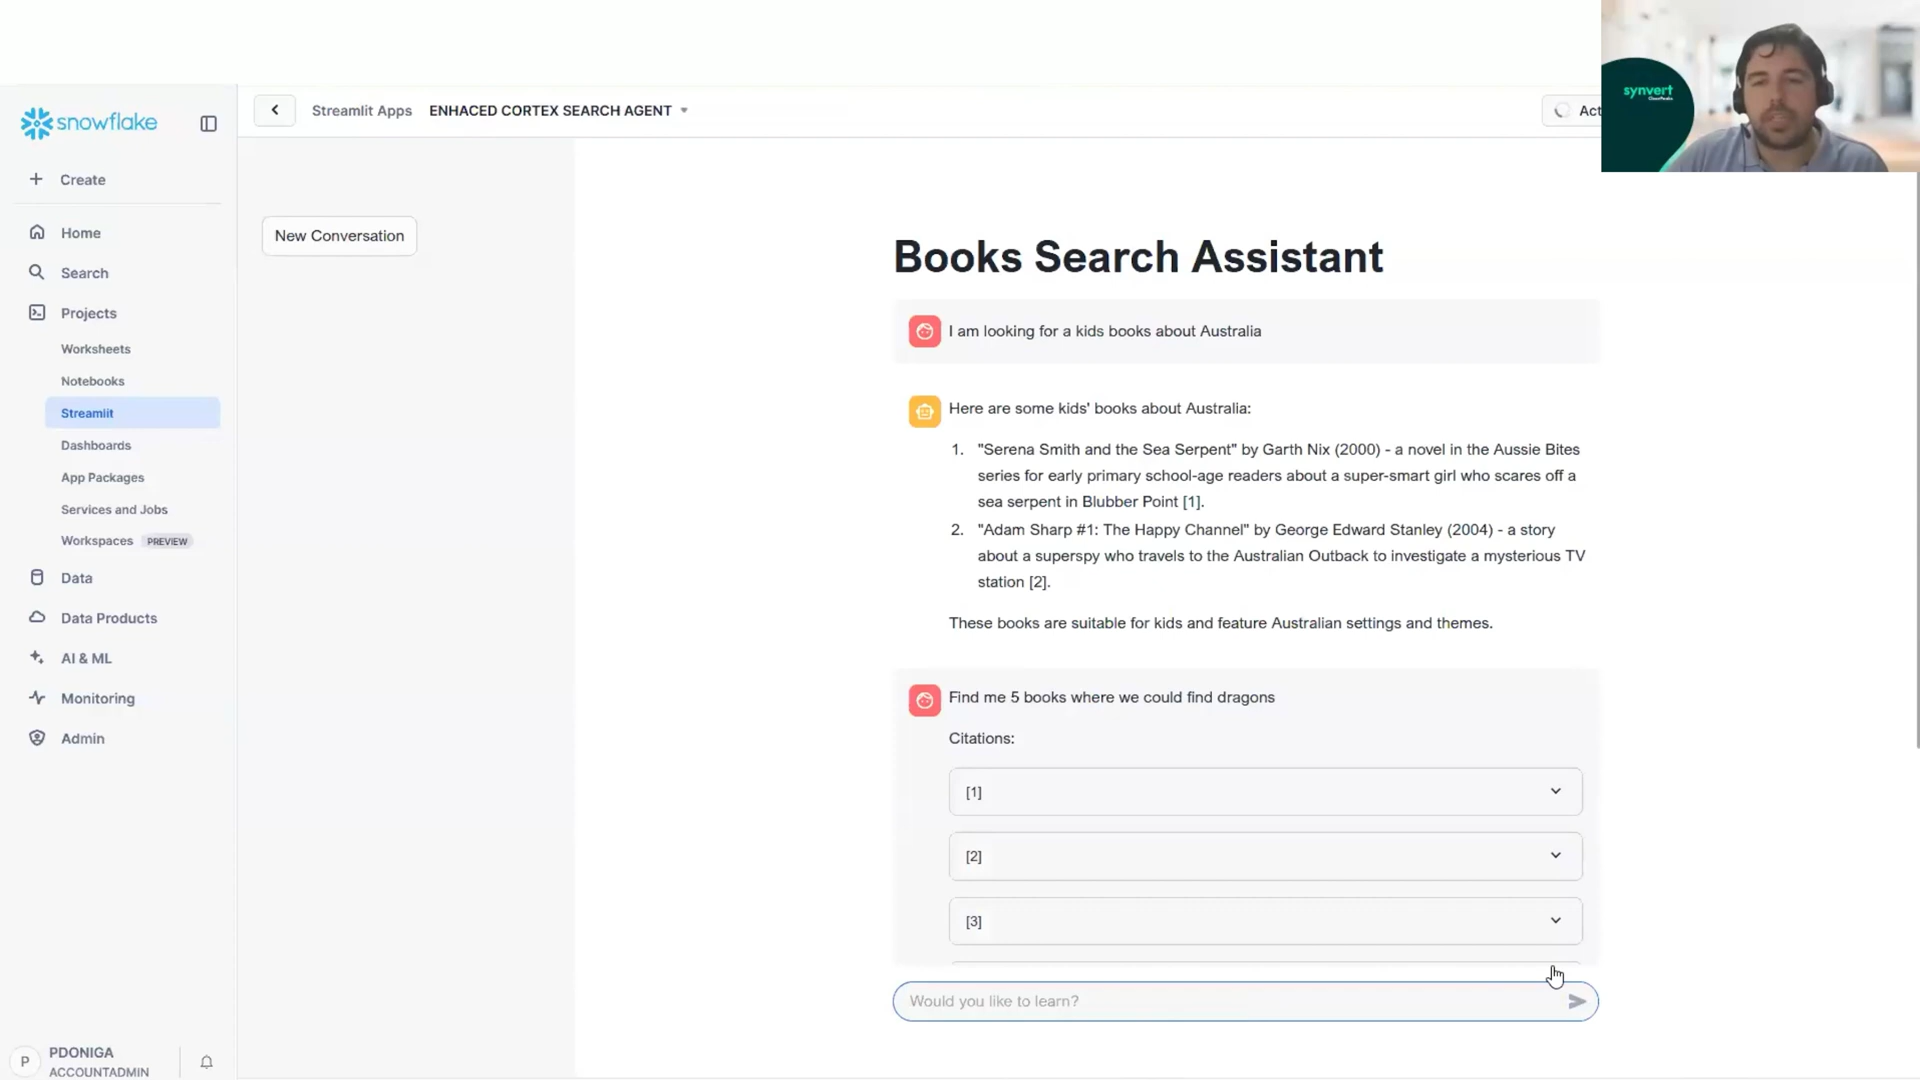 synvert
snowflake
Streamlit Apps
ENHACED CORTEX SEARCH AGENT
Act
Create
Home
Search
Projects
Worksheets
Notebooks
Streamlit
Dashboards
App Packages
Services and Jobs
Workspaces PREVIEW
Data
Data Products
AI & ML
Monitoring
Admin
P
PDONIGA
ACCOUNTADMIN
New Conversation
Books Search Assistant
I am looking for a kids books about Australia
Here are some kids' books about Australia:
1. "Serena Smith and the Sea Serpent" by Garth Nix (2000) - a novel in the Aussie Bites
series for early primary school-age readers about a super-smart girl who scares off a
sea serpent in Blubber Point [1].
2. "Adam Sharp #1: The Happy Channel" by George Edward Stanley (2004) - a story
about a superspy who travels to the Australian Outback to investigate a mysterious TV
station [2].
These books are suitable for kids and feature Australian settings and themes.
Find me 5 books where we could find dragons
Citations:
[1]
[2]
[3]
Would you like to learn?